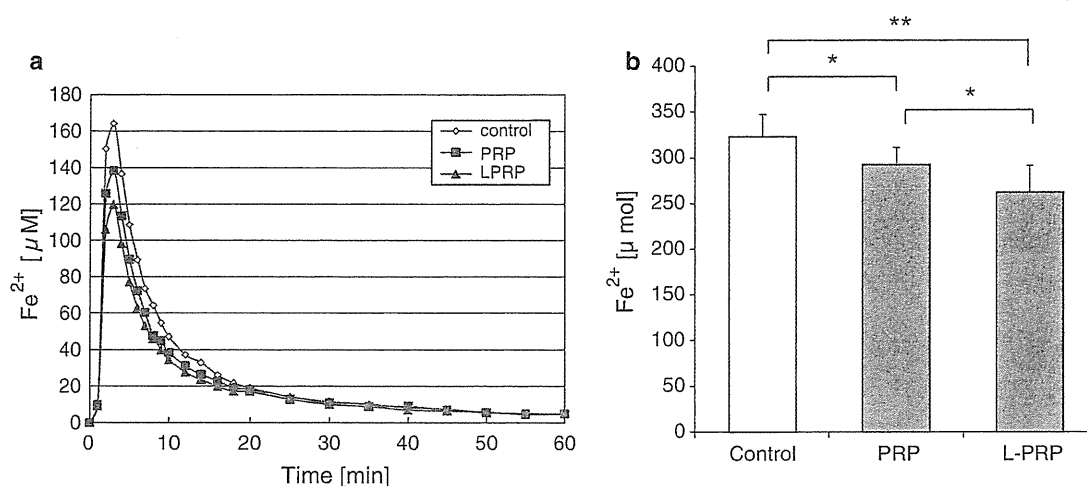 a
180
160
140
120
100
80
60
40
20
0
Fe2+ [μM]
0 10 20 30 40 50 60
Time [min]
control
PRP
LPRP
b
**
*
*
400
350
300
250
200
150
100
50
0
Fe2+ [μ mol]
Control PRP L-PRP